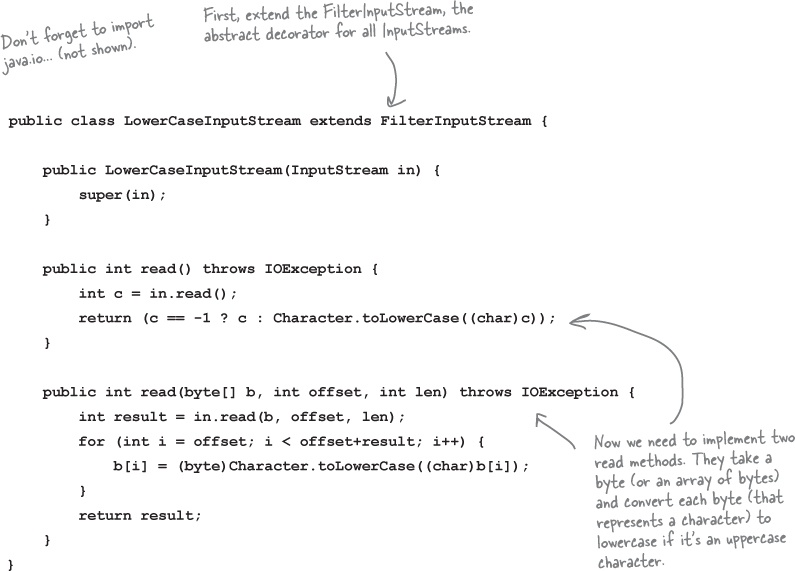 Don't forget to import
java.io... (not shown).
First, extend the FilterInputStream, the
abstract decorator for all InputStreams.
public class LowerCaseInputStream extends FilterInputStream {
public LowerCaseInputStream(InputStream in) {
super(in);
}
public int read() throws IOException {
int c = in.read();
return (c == -1 ? c : Character.toLowerCase((char)c));
}
public int read(byte[] b, int offset, int len) throws IOException {
int result = in.read(b, offset, len);
for (int i = offset; i < offset+result; i++) {
b[i] = (byte)Character.toLowerCase((char)b[i]);
}
return result;
}
}
Now we need to implement two
read methods. They take a
byte (or an array of bytes)
and convert each byte (that
represents a character) to
lowercase if it's an uppercase
character.